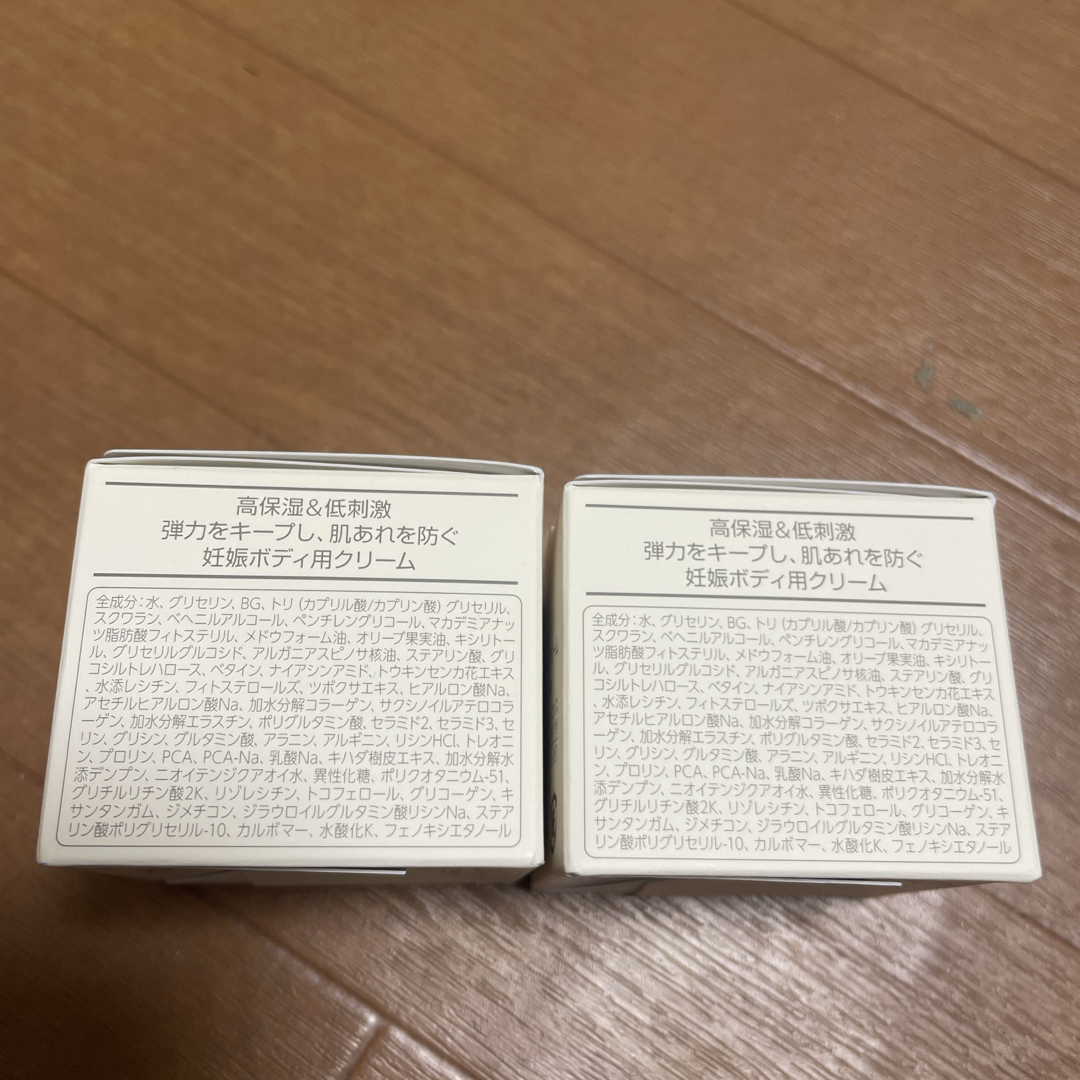 高保湿&低刺激
弾力をキープし、肌あれを防ぐ
妊娠ボディ用クリーム
全成分：水、グリセリン、BG、トリ（カプリル酸/カプリン酸）グリセリル、
スクワラン、ベヘニルアルコール、ペンチレングリコール、マカデミアナッ
ツ脂肪酸フィトステリル、メドウフォーム油、オリーブ果実油、キシリトー
ル、グリセリルグルコシド、アルガニアスピノサ核油、ステアリン酸、グリ
コシルトレハロース、ベタイン、ナイアシンアミド、トウキンセンカ花エキス
、水添レシチン、フィトステロールズ、ツボクサエキス、ヒアルロン酸Na、
アセチルヒアルロン酸Na、加水分解コラーゲン、サクシノイルアテロコラ
ーゲン、加水分解エラスチン、ポリグルタミン酸、セラミド2、セラミド3、セ
リン、グリシン、グルタミン酸、アラニン、アルギニン、リシンHCl、トレオニ
ン、プロリン、PCA、PCA-Na、乳酸Na、キハダ樹皮エキス、加水分解水
添デンプン、ニオイテンジクアオイ水、異性化糖、ポリクオタニウム-51、
グリチルリチン酸2K、リゾレシチン、トコフェロール、グリコーゲン、キ
サンタンガム、ジメチコン、ジラウロイルグルタミン酸リシンNa、ステア
リン酸ポリグリセリル-10、カルボマー、水酸化K、フェノキシエタノール
高保湿&低刺激
弾力をキープし、肌あれを防ぐ
妊娠ボディ用クリーム
全成分：水、グリセリン、BG、トリ（カプリル酸/カプリン酸）グリセリル、
スクワラン、ベヘニルアルコール、ペンチレングリコール、マカデミアナッ
ツ脂肪酸フィトステリル、メドウフォーム油、オリーブ果実油、キシリトー
ル、グリセリルグルコシド、アルガニアスピノサ核油、ステアリン酸、グリ
コシルトレハロース、ベタイン、ナイアシンアミド、トウキンセンカ花エキス
、水添レシチン、フィトステロールズ、ツボクサエキス、ヒアルロン酸Na、
アセチルヒアルロン酸Na、加水分解コラーゲン、サクシノイルアテロコラ
ーゲン、加水分解エラスチン、ポリグルタミン酸、セラミド2、セラミド3、セ
リン、グリシン、グルタミン酸、アラニン、アルギニン、リシンHCl、トレオニ
ン、プロリン、PCA、PCA-Na、乳酸Na、キハダ樹皮エキス、加水分解水
添デンプン、ニオイテンジクアオイ水、異性化糖、ポリクオタニウム-51、
グリチルリチン酸2K、リゾレシチン、トコフェロール、グリコーゲン、キ
サンタンガム、ジメチコン、ジラウロイルグルタミン酸リシンNa、ステア
リン酸ポリグリセリル-10、カルボマー、水酸化K、フェノキシエタノール